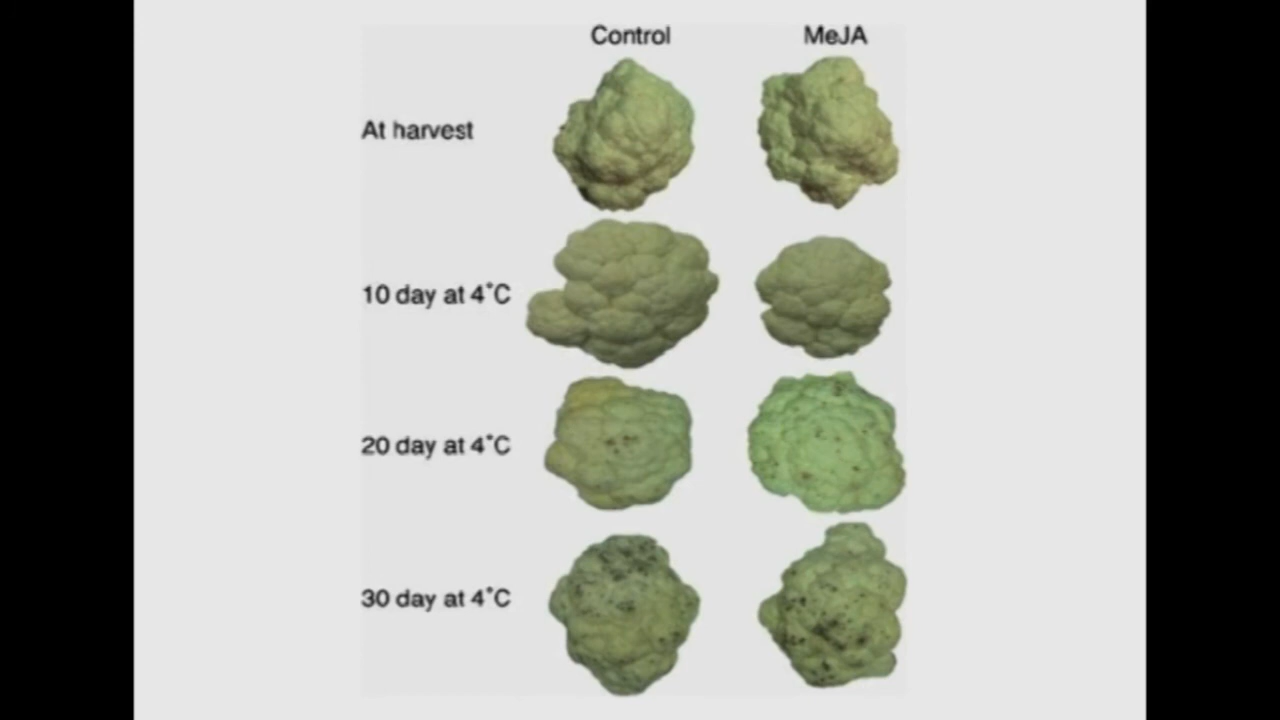 Control MeJA
At harvest
10 day at 4°C
20 day at 4°C
30 day at 4°C